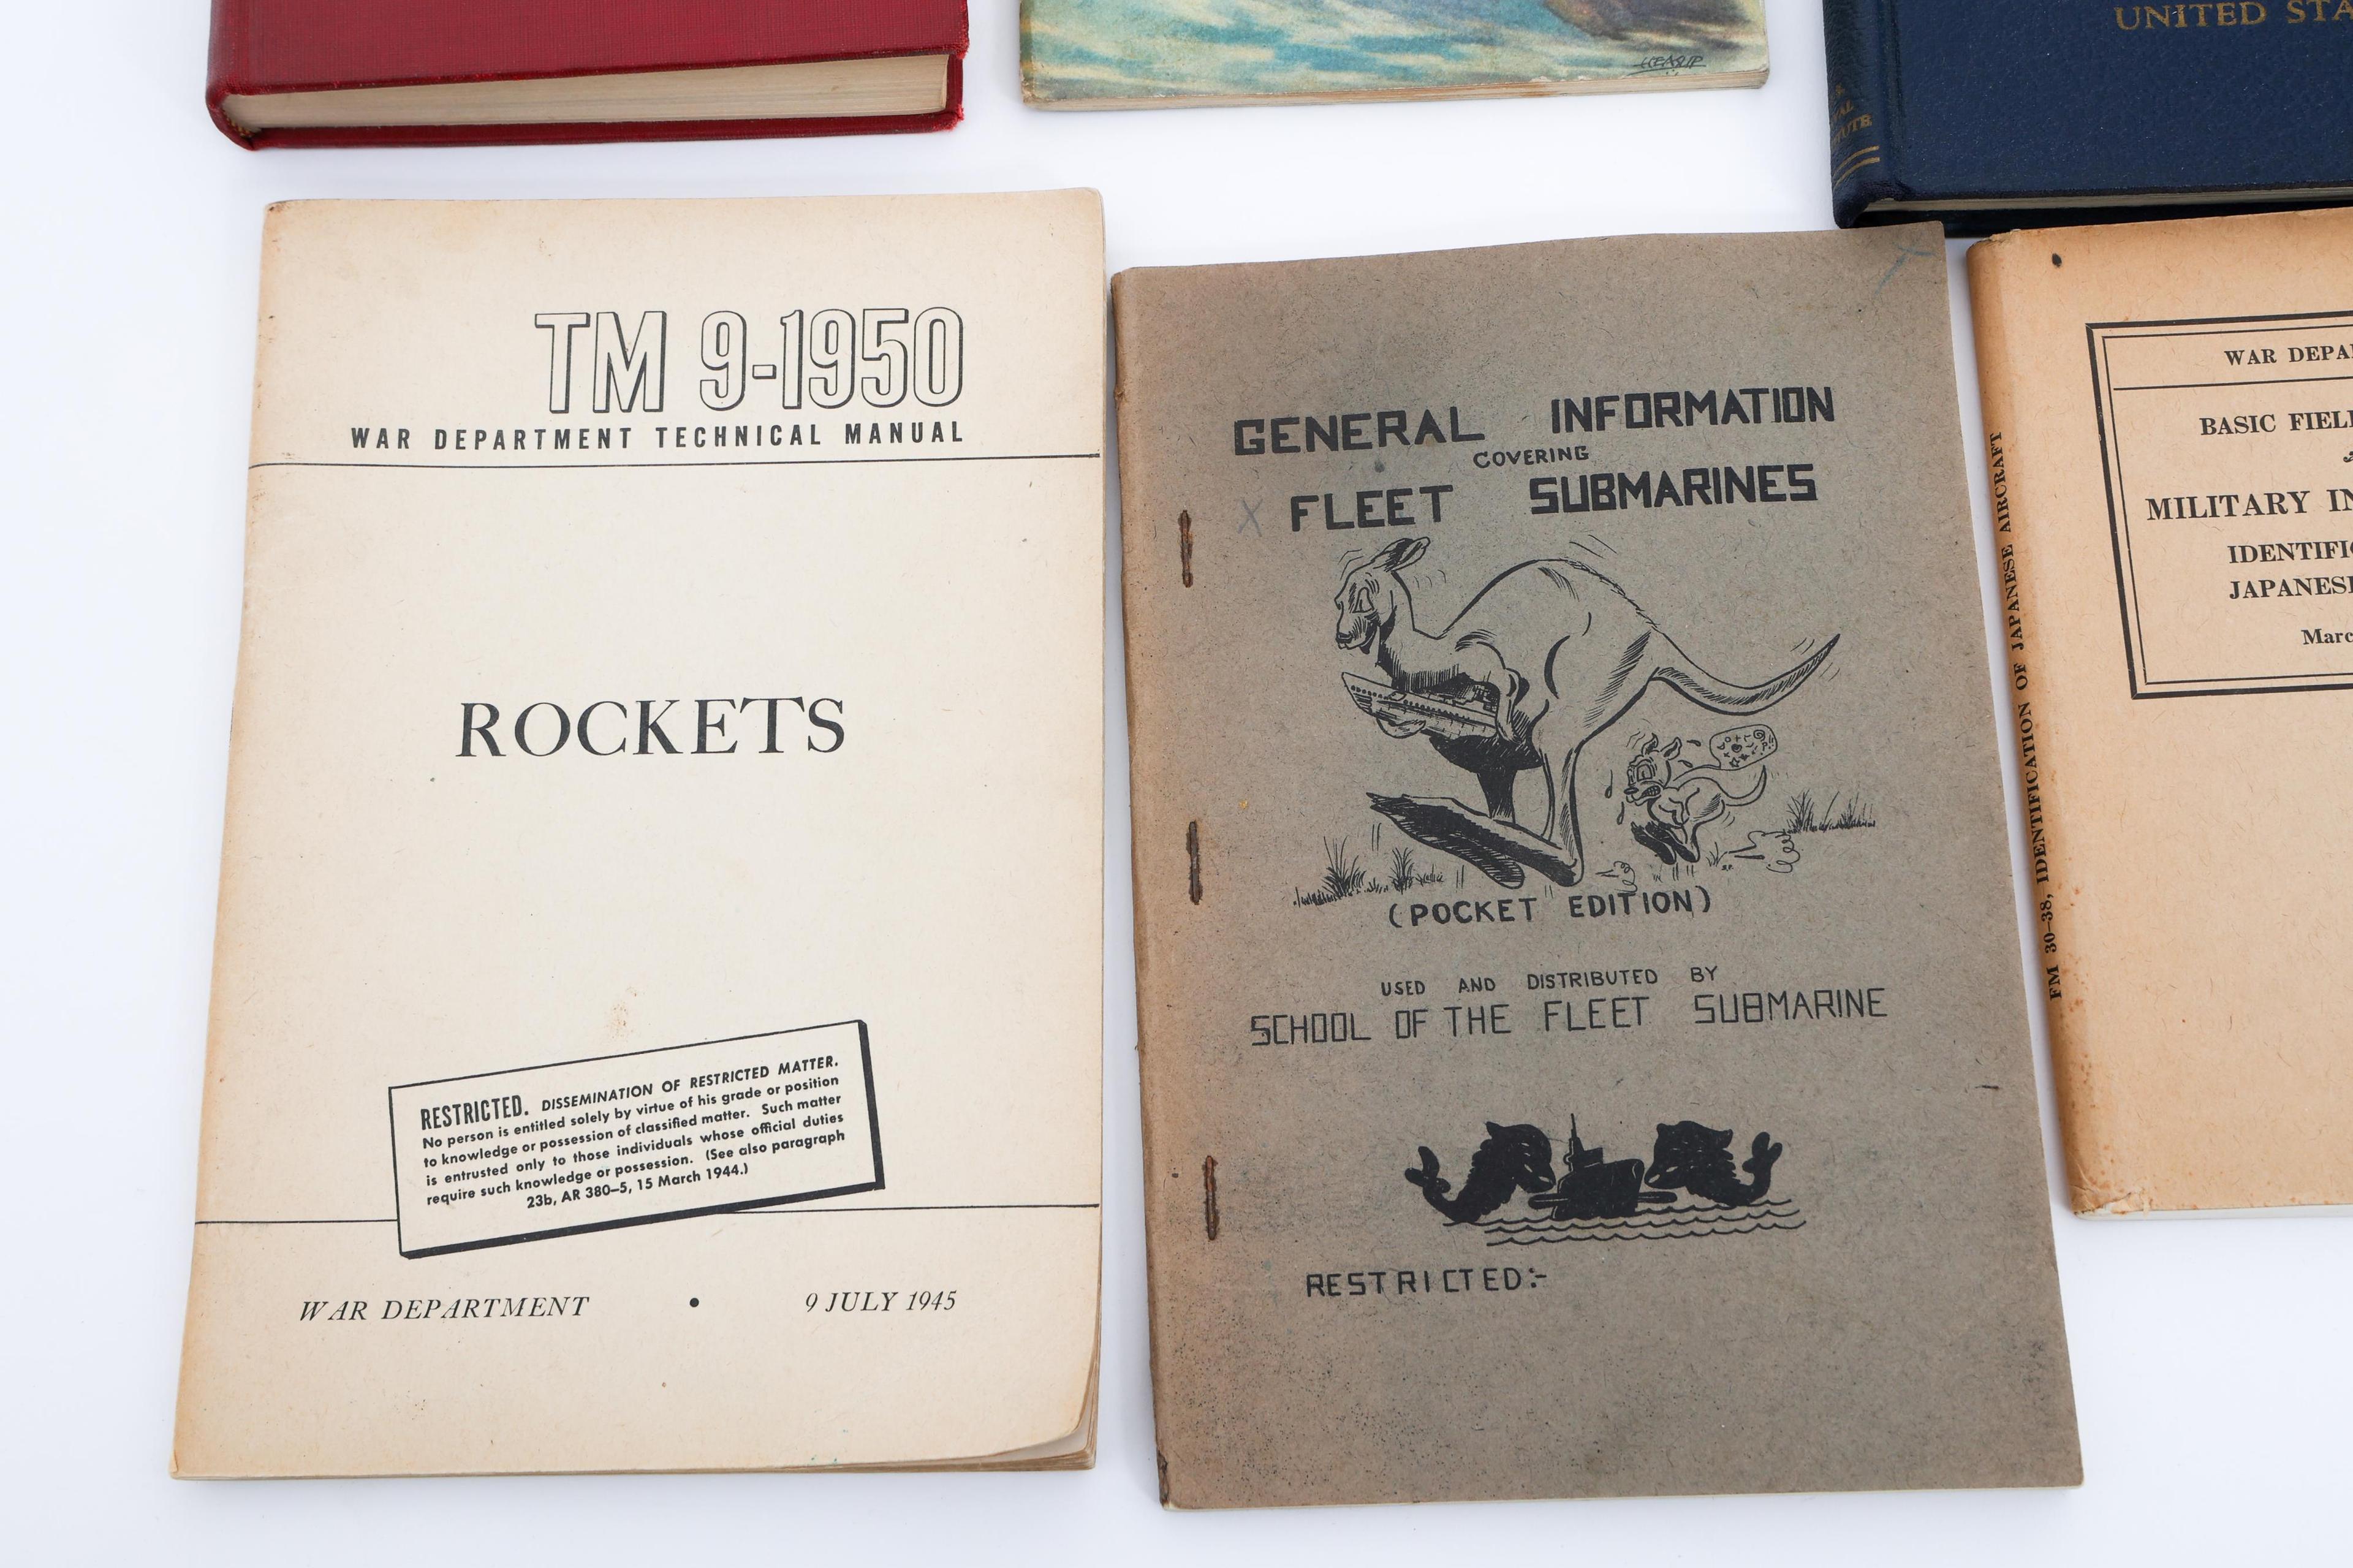 UNITED STA
TM 9-1950
WAR DEPARTMENT TECHNICAL MANUAL
ROCKETS
RESTRICTED. DISSEMINATION OF RESTRICTED MATTER.
No person is entitled solely by virtue of his grade or position
to knowledge or possession of classified matter. Such matter
is entrusted only to those individuals whose official duties
require such knowledge or possession. (See also paragraph
23b, AR 380-5, 15 March 1944.)
WAR DEPARTMENT • 9 JULY 1945
GENERAL INFORMATION
COVERING
X FLEET SUBMARINES
(POCKET EDITION)
USED AND DISTRIBUTED BY
SCHOOL OF THE FLEET SUBMARINE
RESTRICTED:-
FM 30-38, IDENTIFICATION OF JAPANESE AIRCRAFT
WAR DEPA
BASIC FIEL
MILITARY IN
IDENTIFI
JAPANES
Marc